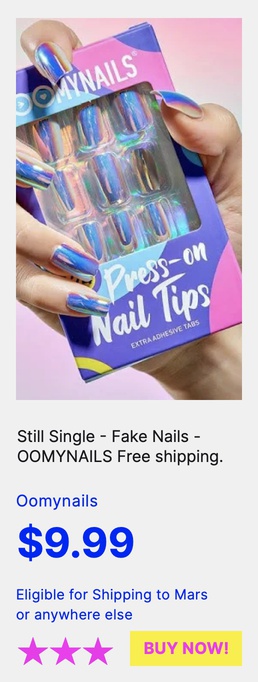 OOMYNAILS
Press-on
Nail Tips
EXTRA ADHESIVE TABS
Still Single - Fake Nails -
OOMYNAILS Free shipping.
Oomynails
$9.99
Eligible for Shipping to Mars
or anywhere else
BUY NOW!